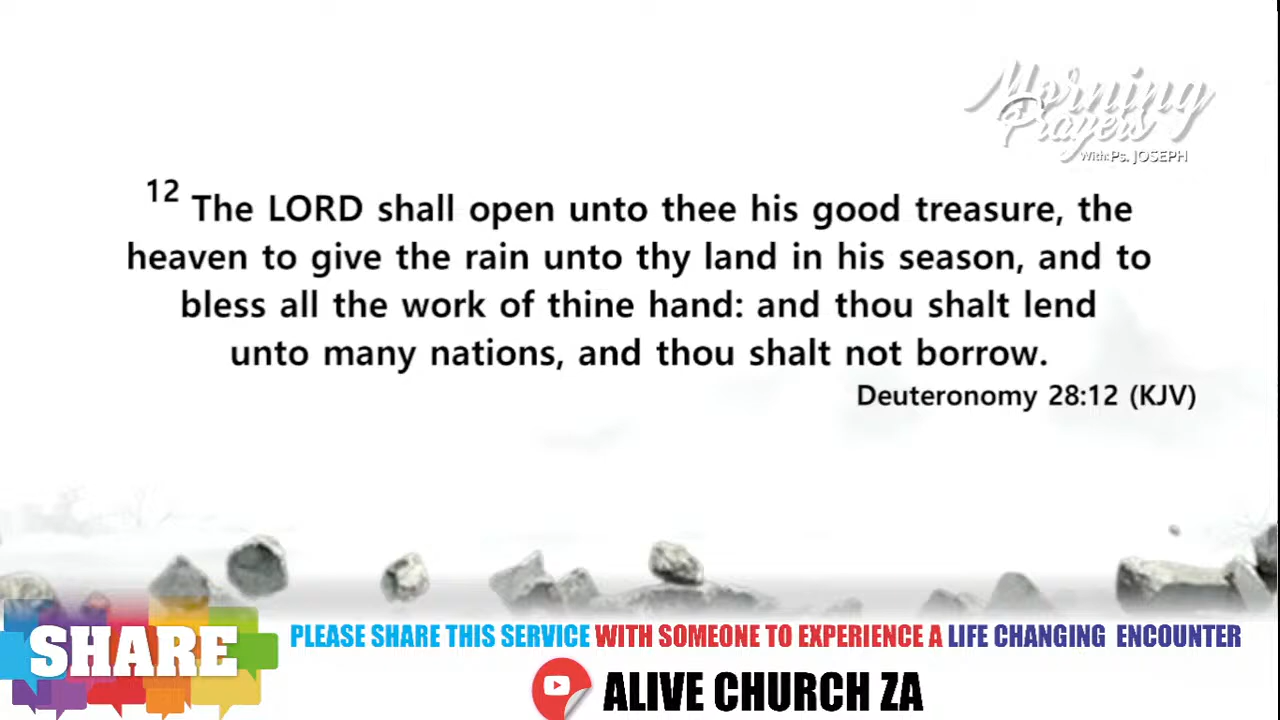 Morning
Prayers
With: Ps. JOSEPH
12 The LORD shall open unto thee his good treasure, the
heaven to give the rain unto thy land in his season, and to
bless all the work of thine hand: and thou shalt lend
unto many nations, and thou shalt not borrow.
Deuteronomy 28:12 (KJV)
SHARE
PLEASE SHARE THIS SERVICE WITH SOMEONE TO EXPERIENCE A LIFE CHANGING ENCOUNTER
ALIVE CHURCH ZA